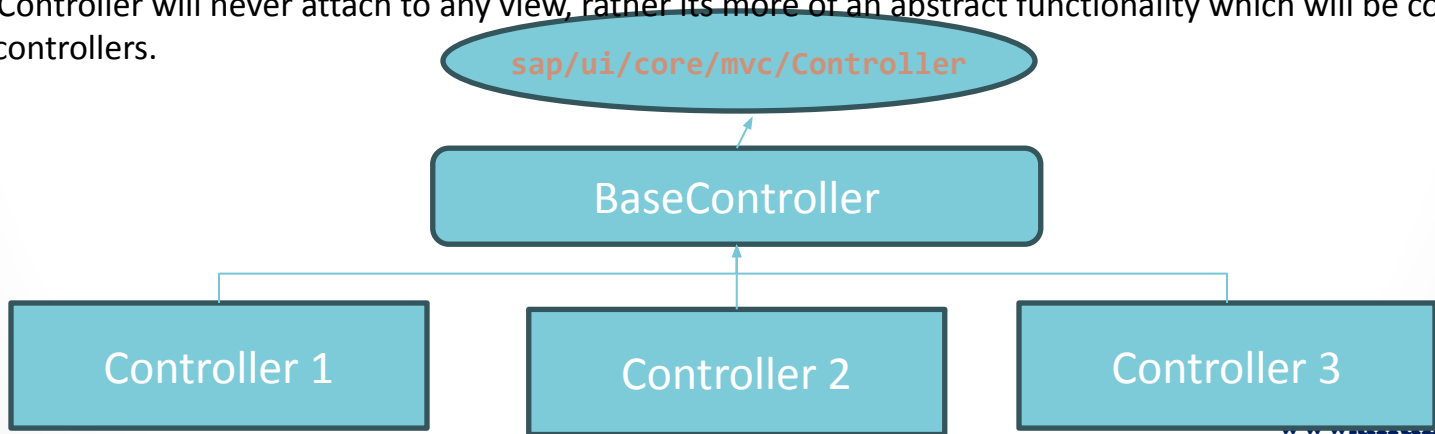 Controller will never attach to any view, rather its more of an abstract functionality which will be co
controllers.
sap/ui/core/mvc/Controller
BaseController
Controller 1
Controller 2
Controller 3